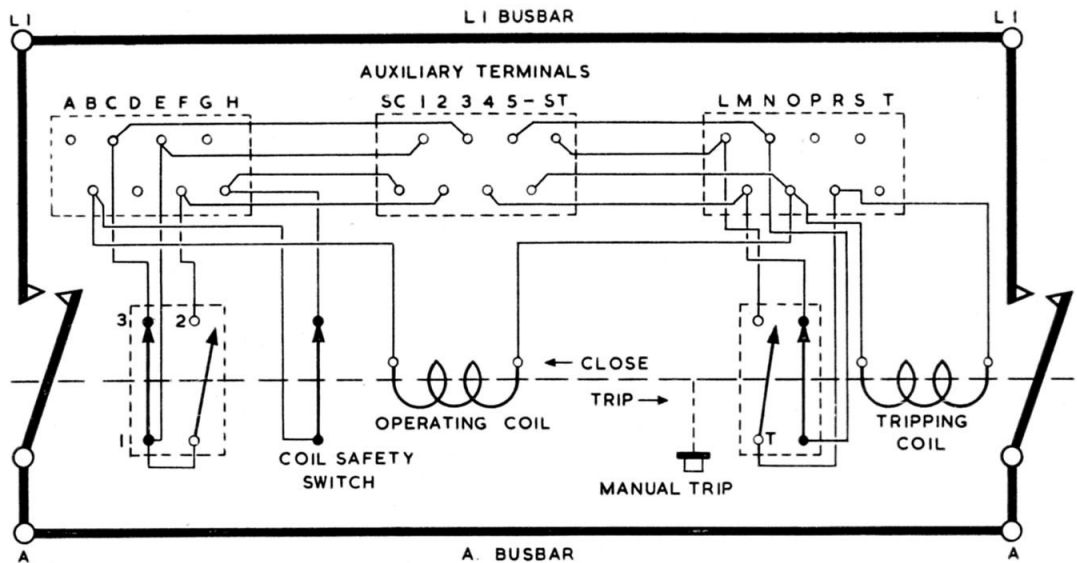 L1 L1 BUSBAR L1
AUXILIARY TERMINALS
A B C D E F G H SC 1 2 3 4 5 - ST L M N O P R S T
3 2
CLOSE
TRIP
1 T
OPERATING COIL
TRIPPING
COIL
COIL SAFETY
SWITCH
MANUAL TRIP
A A. BUSBAR A